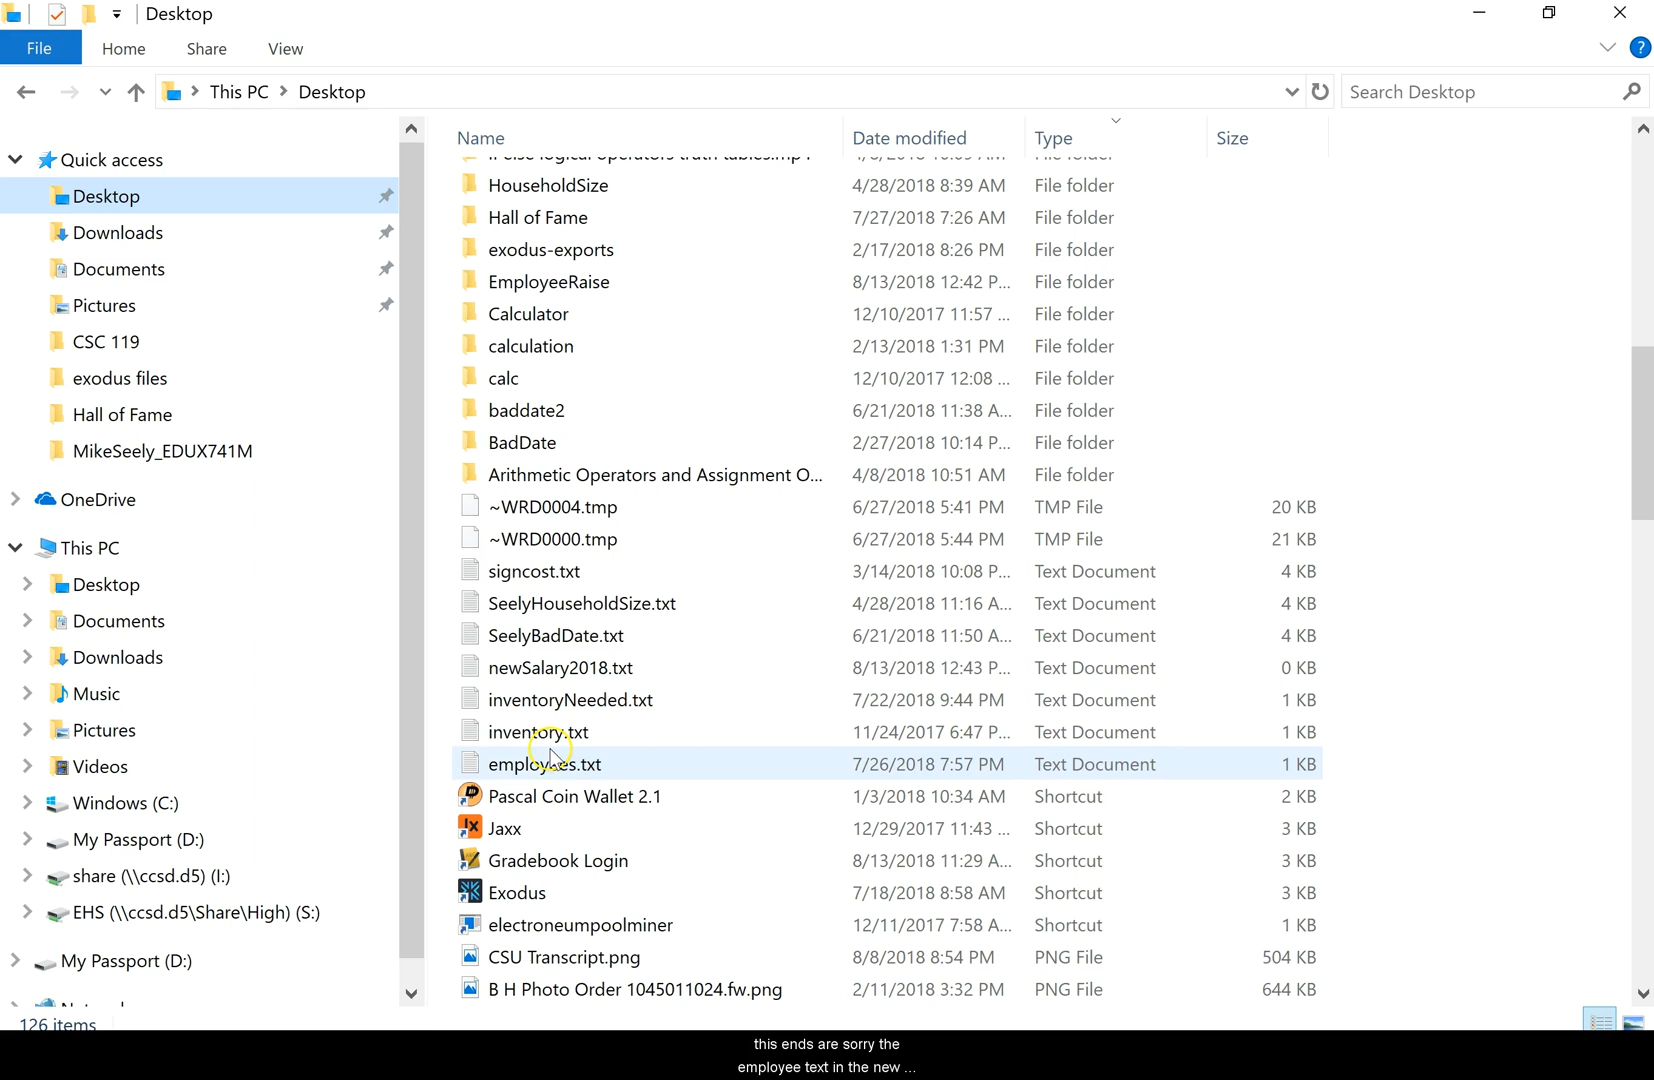 Desktop
File Home Share View
This PC > Desktop
Search Desktop
Name Date modified Type Size
Quick access
Desktop
Downloads
Documents
Pictures
CSC 119
exodus files
Hall of Fame
MikeSeely_EDUX741M
OneDrive
This PC
Desktop
Documents
Downloads
Music
Pictures
Videos
Windows (C:)
My Passport (D:)
share (\\ccsd.d5) (I:)
EHS (\\ccsd.d5\Share\High) (S:)
My Passport (D:)
HouseholdSize 4/28/2018 8:39 AM File folder
Hall of Fame 7/27/2018 7:26 AM File folder
exodus-exports 2/17/2018 8:26 PM File folder
EmployeeRaise 8/13/2018 12:42 P... File folder
Calculator 12/10/2017 11:57 ... File folder
calculation 2/13/2018 1:31 PM File folder
calc 12/10/2017 12:08 ... File folder
baddate2 6/21/2018 11:38 A... File folder
BadDate 2/27/2018 10:14 P... File folder
Arithmetic Operators and Assignment O... 4/8/2018 10:51 AM File folder
~WRD0004.tmp 6/27/2018 5:41 PM TMP File 20 KB
~WRD0000.tmp 6/27/2018 5:44 PM TMP File 21 KB
signcost.txt 3/14/2018 10:08 P... Text Document 4 KB
SeelyHouseholdSize.txt 4/28/2018 11:16 A... Text Document 4 KB
SeelyBadDate.txt 6/21/2018 11:50 A... Text Document 4 KB
newSalary2018.txt 8/13/2018 12:43 P... Text Document 0 KB
inventoryNeeded.txt 7/22/2018 9:44 PM Text Document 1 KB
inventory.txt 11/24/2017 6:47 P... Text Document 1 KB
employees.txt 7/26/2018 7:57 PM Text Document 1 KB
Pascal Coin Wallet 2.1 1/3/2018 10:34 AM Shortcut 2 KB
Jaxx 12/29/2017 11:43 ... Shortcut 3 KB
Gradebook Login 8/13/2018 11:29 A... Shortcut 3 KB
Exodus 7/18/2018 8:58 AM Shortcut 3 KB
electroneumpoolminer 12/11/2017 7:58 A... Shortcut 1 KB
CSU Transcript.png 8/8/2018 8:54 PM PNG File 504 KB
B H Photo Order 1045011024.fw.png 2/11/2018 3:32 PM PNG File 644 KB
126 items
this ends are sorry the
employee text in the new ...